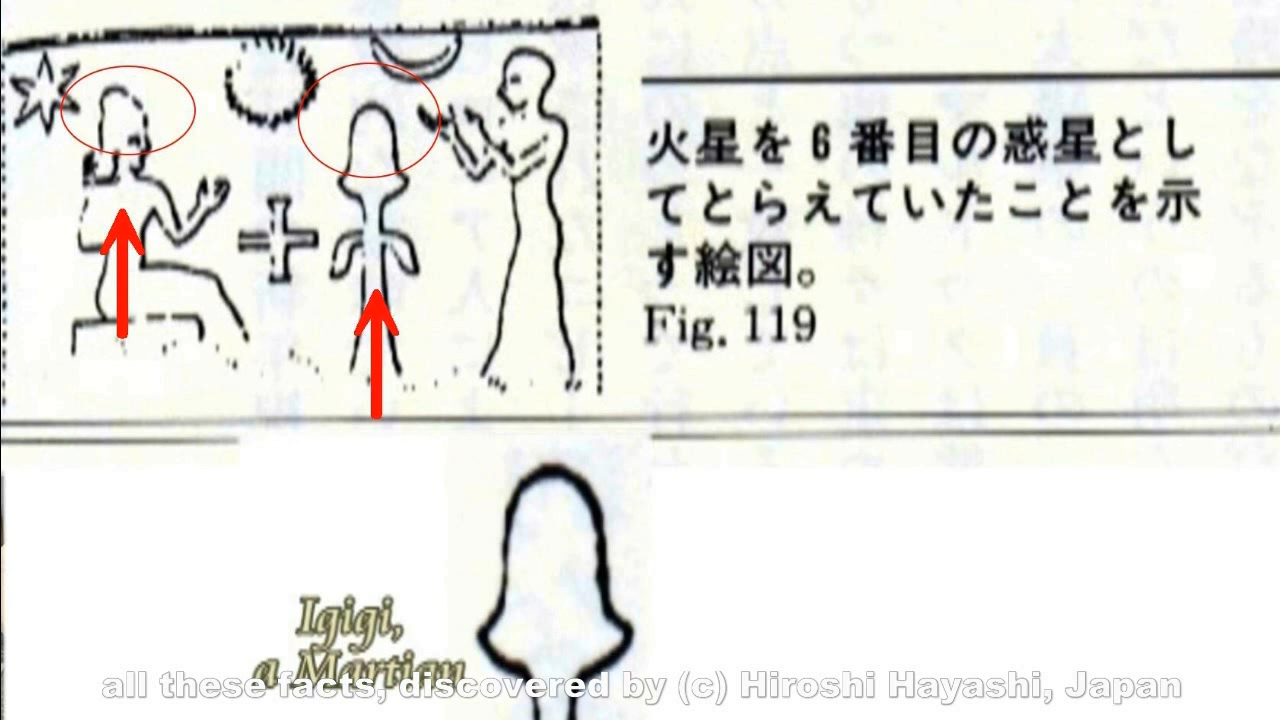 火星を6番目の惑星とし
てとらえていたことを示
す絵図。
Fig. 119
Igigi,
a Martian
all these facts, discovered by (c) Hiroshi Hayashi, Japan